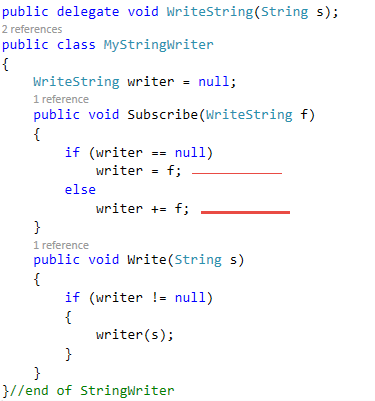 public delegate void WriteString(String s);
2 references
public class MyStringWriter
{
    WriteString writer = null;
    1 reference
    public void Subscribe(WriteString f)
    {
        if (writer == null)
            writer = f;
        else
            writer += f;
    }
    1 reference
    public void Write(String s)
    {
        if (writer != null)
        {
            writer(s);
        }
    }
}//end of StringWriter